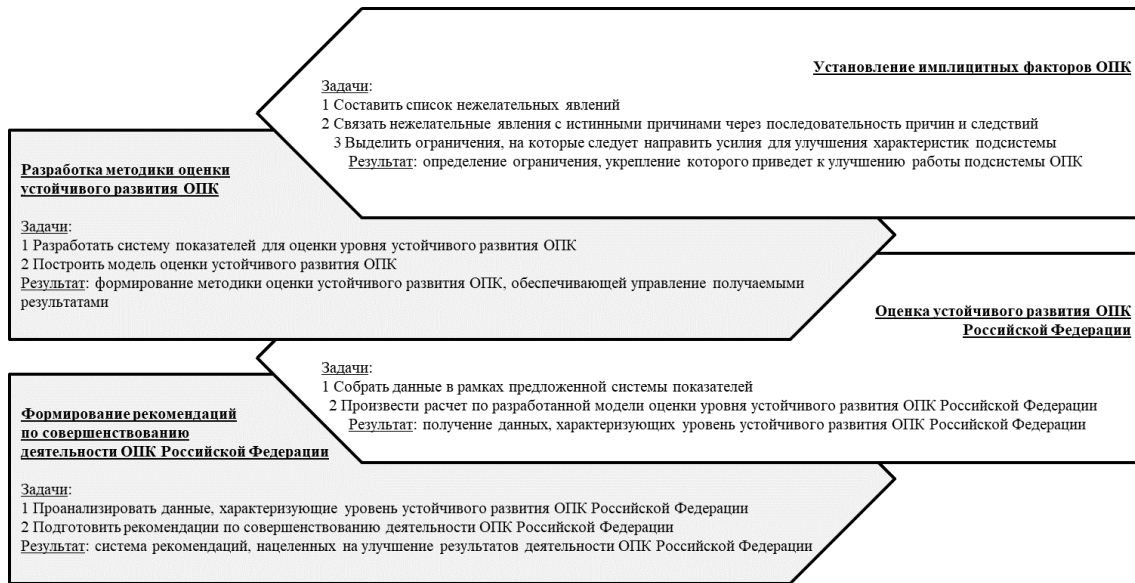 Установление имплицитных факторов ОПК
Задачи:
1 Составить список нежелательных явлений
2 Связать нежелательные явления с истинными причинами через последовательность причин и следствий
3 Выделить ограничения, на которые следует направить усилия для улучшения характеристик подсистемы
Результат: определение ограничения, укрепление которого приведет к улучшению работы подсистемы ОПК
Разработка методики оценки
устойчивого развития ОПК
Задачи:
1 Разработать систему показателей для оценки уровня устойчивого развития ОПК
2 Построить модель оценки устойчивого развития ОПК
Результат: формирование методики оценки устойчивого развития ОПК, обеспечивающей управление получаемыми
результатами
Оценка устойчивого развития ОПК
Российской Федерации
Задачи:
1 Собрать данные в рамках предложенной системы показателей
2 Произвести расчет по разработанной модели оценки уровня устойчивого развития ОПК Российской Федерации
Результат: получение данных, характеризующих уровень устойчивого развития ОПК Российской Федерации
Формирование рекомендаций
по совершенствованию
деятельности ОПК Российской Федерации
Задачи:
1 Проанализировать данные, характеризующие уровень устойчивого развития ОПК Российской Федерации
2 Подготовить рекомендации по совершенствованию деятельности ОПК Российской Федерации
Результат: система рекомендаций, нацеленных на улучшение результатов деятельности ОПК Российской Федерации